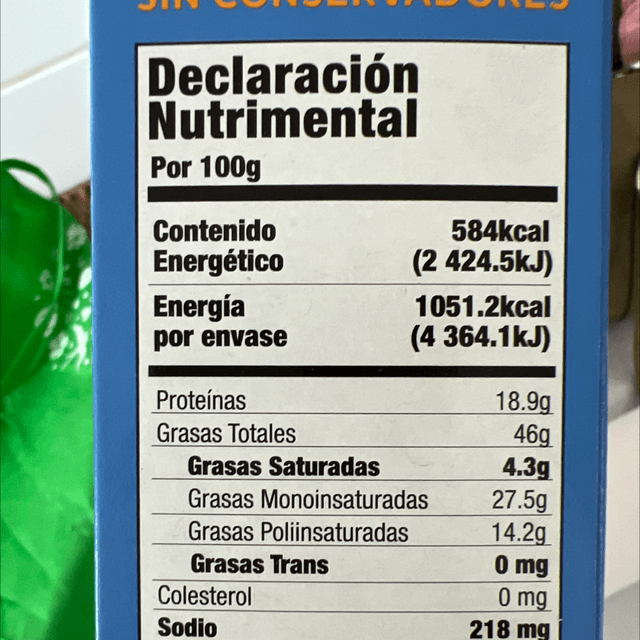 SIN CONSERVADORES
Declaración
Nutrimental
Por 100g
Contenido 584kcal
Energético (2 424.5kJ)
Energía 1051.2kcal
por envase (4 364.1kJ)
Proteínas 18.9g
Grasas Totales 46g
Grasas Saturadas 4.3g
Grasas Monoinsaturadas 27.5g
Grasas Poliinsaturadas 14.2g
Grasas Trans 0 mg
Colesterol 0 mg
Sodio 218 mg